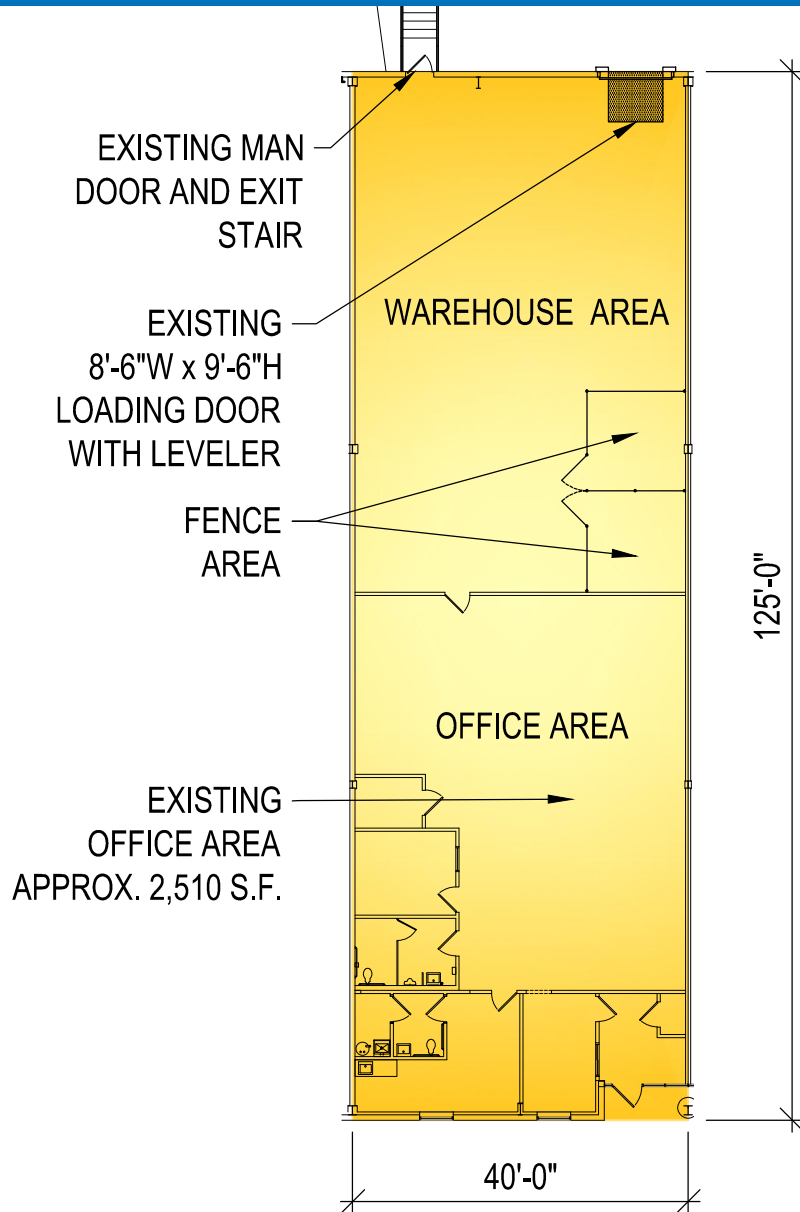 EXISTING MAN
DOOR AND EXIT
STAIR
WAREHOUSE AREA
EXISTING
8'-6"W x 9'-6"H
LOADING DOOR
WITH LEVELER
FENCE
AREA
125'-0"
OFFICE AREA
EXISTING
OFFICE AREA
APPROX. 2,510 S.F.
40'-0"